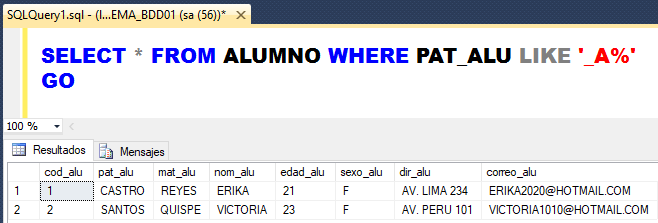 SQLQuery1.sql - (l...EMA_BDD01 (sa (56))*
SELECT * FROM ALUMNO WHERE PAT_ALU LIKE '_A%'
GO
100 %
Resultados Mensajes
cod_alu pat_alu mat_alu nom_alu edad_alu sexo_alu dir_alu correo_alu
1 1 CASTRO REYES ERIKA 21 F AV. LIMA 234 ERIKA2020@HOTMAIL.COM
2 2 SANTOS QUISPE VICTORIA 23 F AV. PERU 101 VICTORIA1010@HOTMAIL.COM